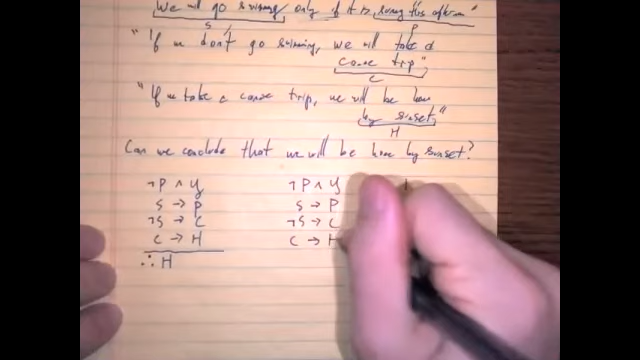 We will go swimming only if it is sunny this afternoon"
S
P
"If we don't go swimming, we will take a
canoe trip"
C
"If we take a canoe trip, we will be home
by sunset"
H
Can we conclude that we will be home by sunset?
¬P ∧ Y ¬P ∧ Y
S → P S → P
¬S → C ¬S → C
C → H C → H
∴ H